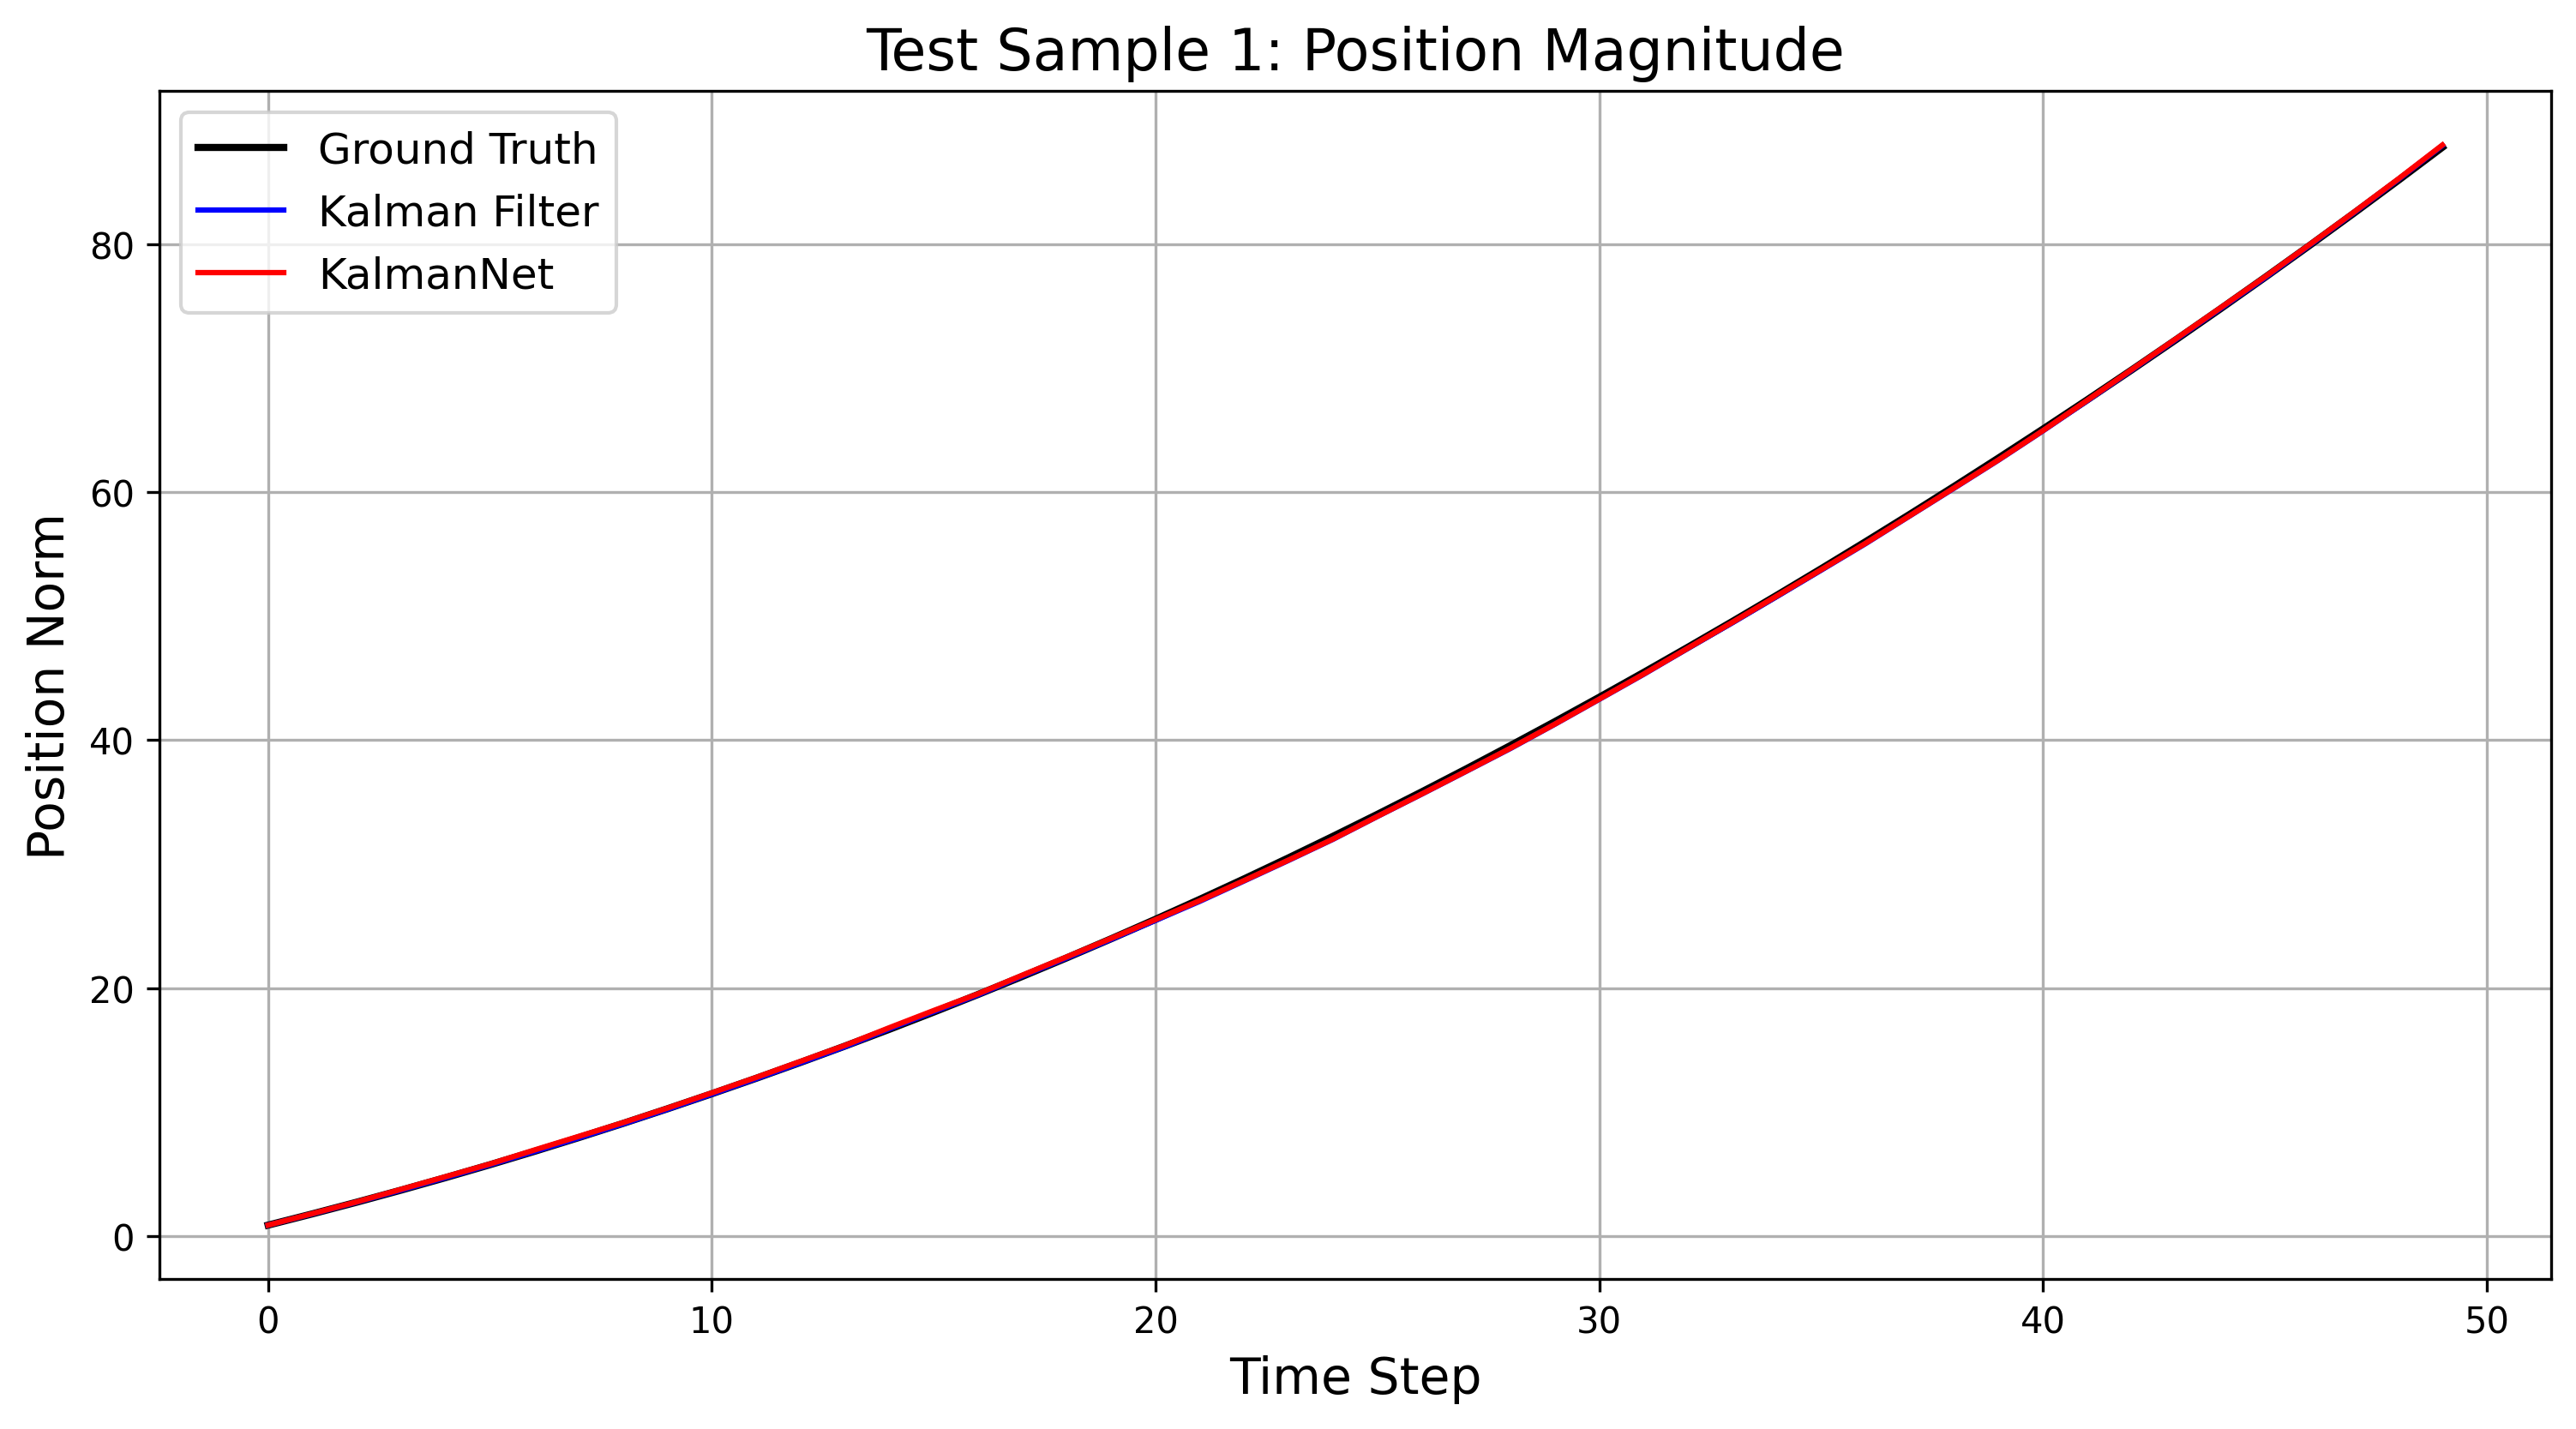 Test Sample 1: Position Magnitude
Ground Truth
Kalman Filter
KalmanNet
Position Norm
80
60
40
20
0
0 10 20 30 40 50
Time Step